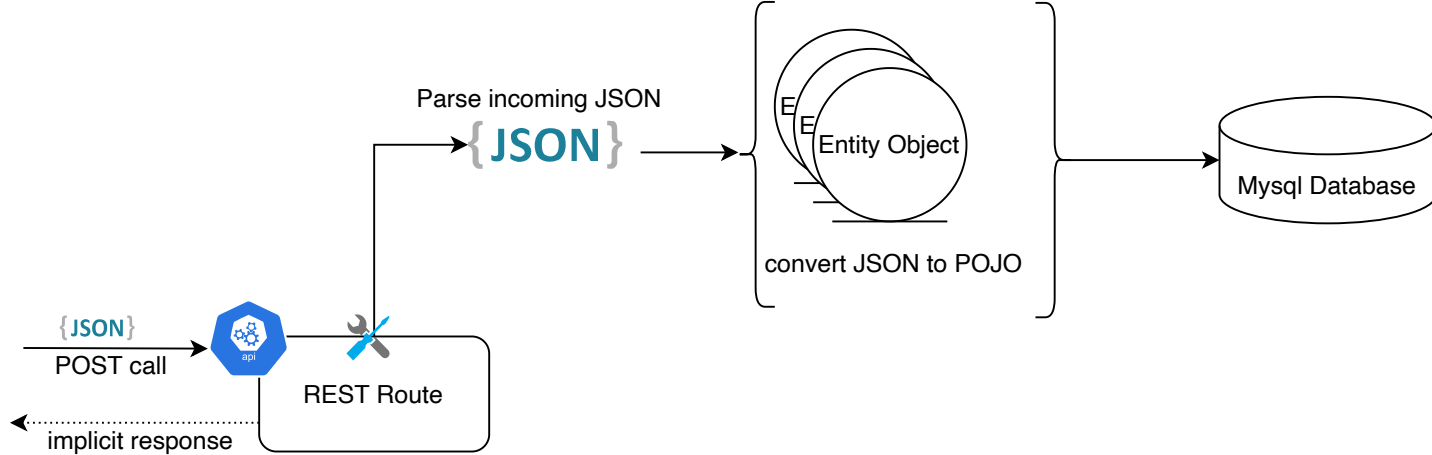 Parse incoming JSON
{JSON}
E
E
Entity Object
Mysql Database
convert JSON to POJO
{JSON}
POST call
api
REST Route
implicit response